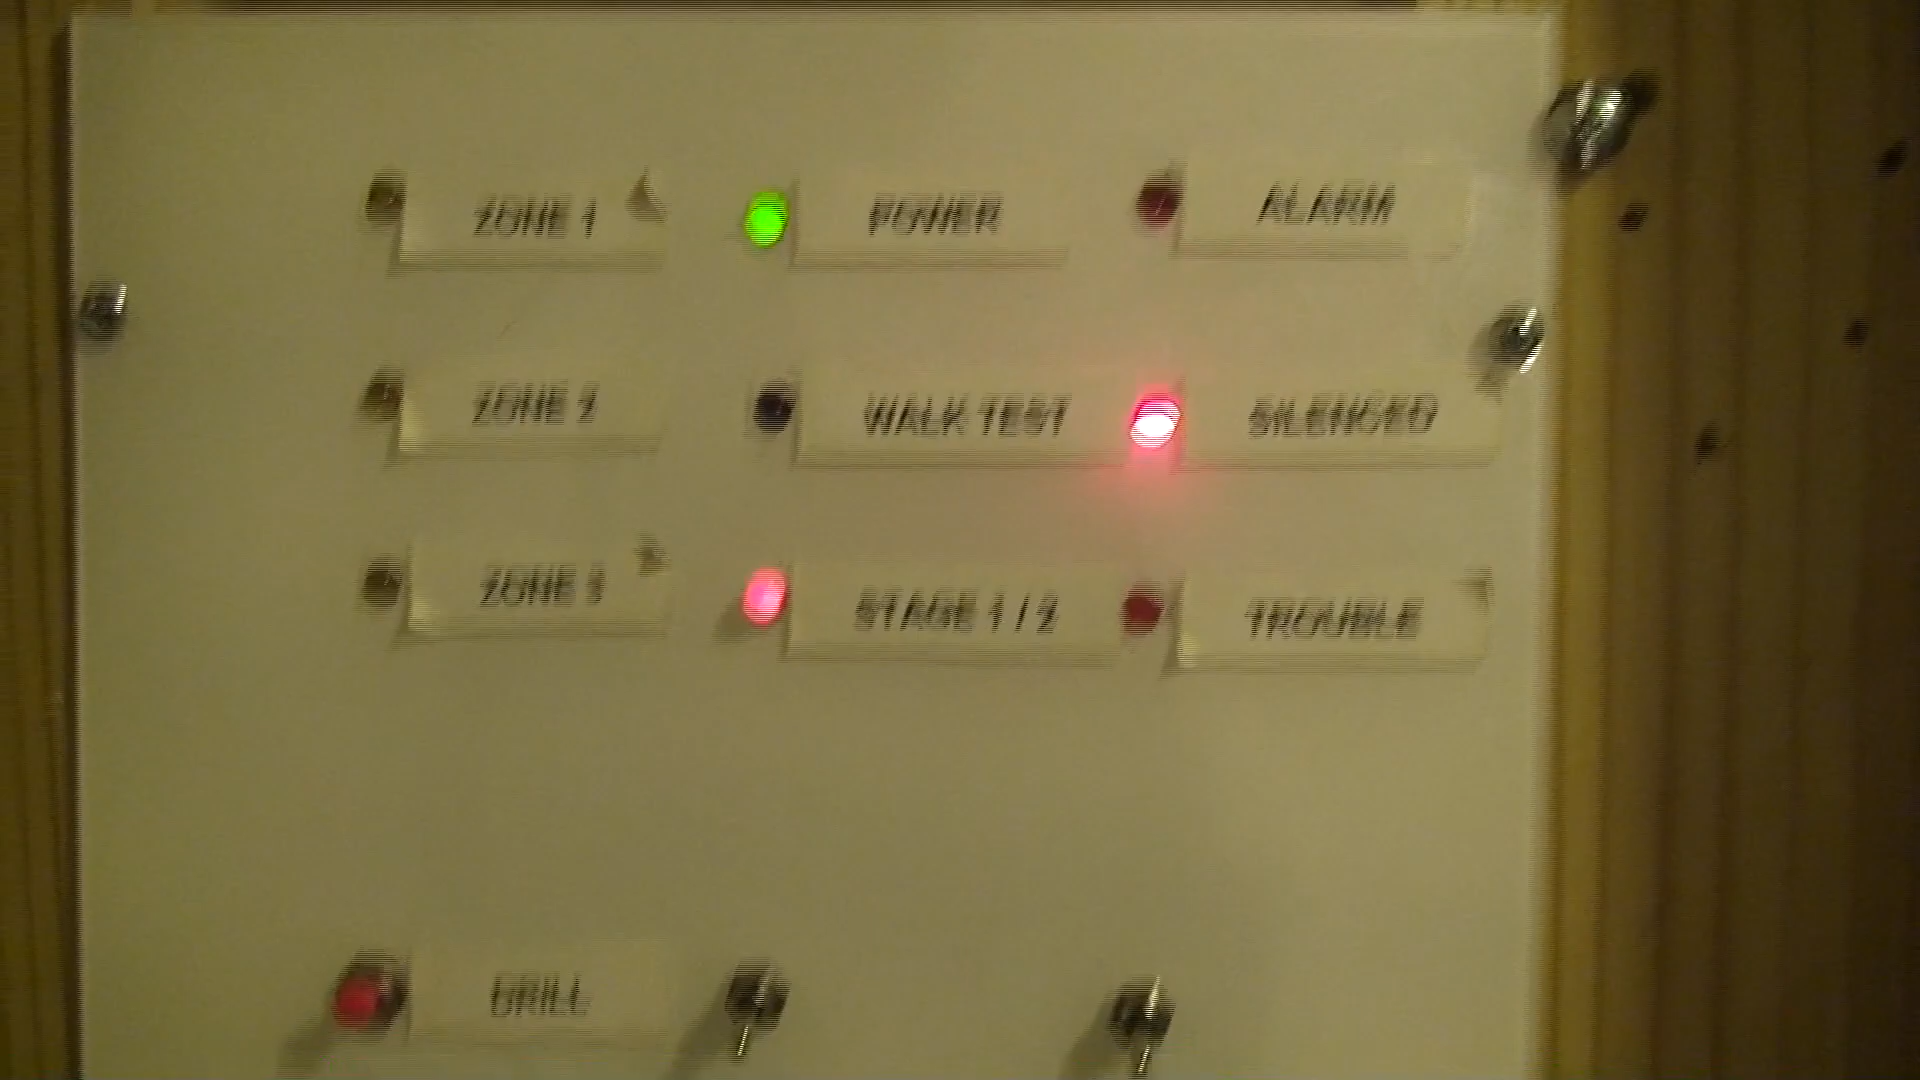 ZONE 1
POWER
ALARM
ZONE 2
WALK TEST
SILENCED
ZONE 3
STAGE 1 / 2
TROUBLE
DRILL